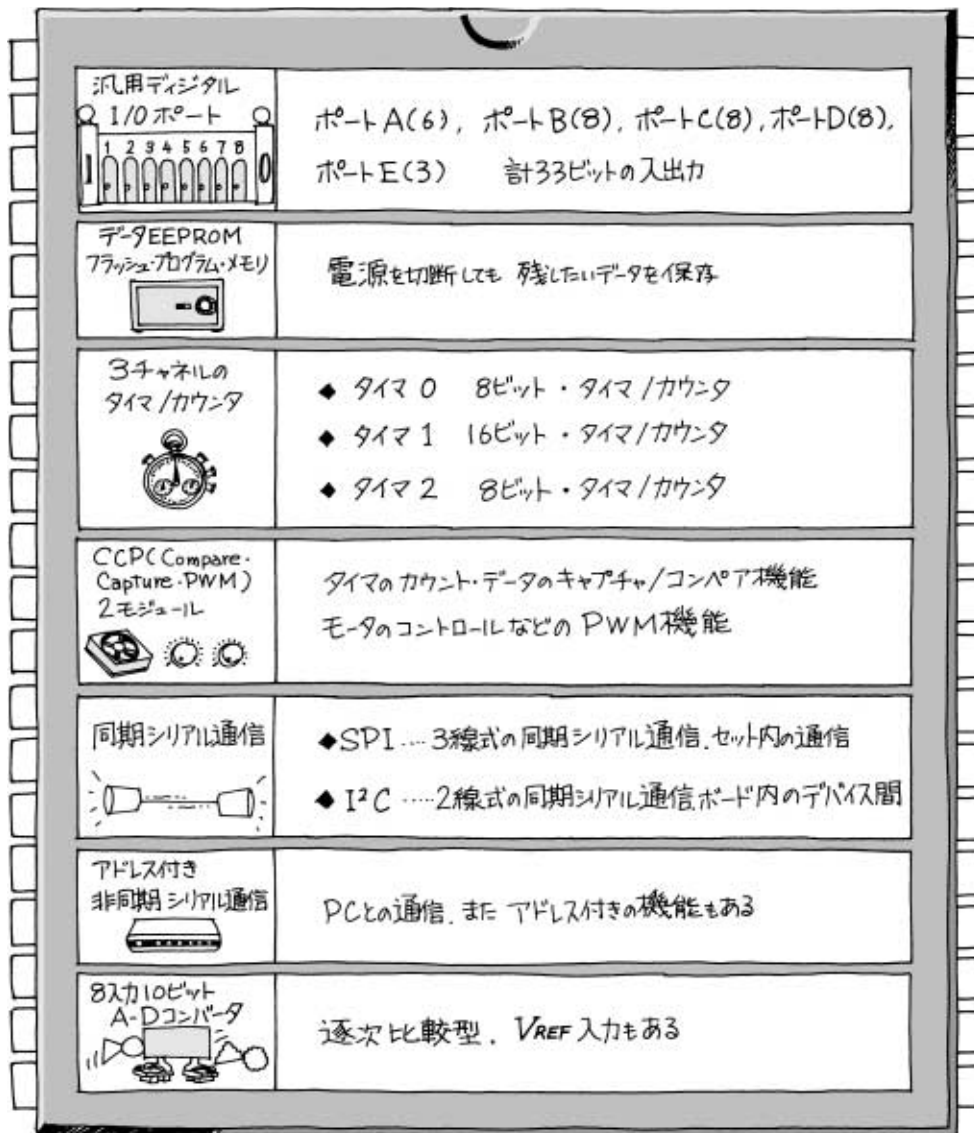 汎用ディジタル
I/Oポート
1 2 3 4 5 6 7 8
ポートA(6), ポートB(8), ポートC(8), ポートD(8),
ポートE(3) 計33ビットの入出力
データEEPROM
フラッシュ・プログラム・メモリ
電源を切断しても 残したいデータを保存
3チャネルの
タイマ/カウンタ
◆ タイマ 0 8ビット・タイマ/カウンタ
◆ タイマ 1 16ビット・タイマ/カウンタ
◆ タイマ 2 8ビット・タイマ/カウンタ
CCP(Compare・
Capture・PWM)
2モジュール
タイマのカウント・データのキャプチャ/コンペア機能
モータのコントロールなどのPWM機能
同期シリアル通信
◆SPI‥‥3線式の同期シリアル通信.セット内の通信
◆ I²C ‥‥‥2線式の同期シリアル通信.ボード内のデバイス間
アドレス付き
非同期シリアル通信
PCとの通信.また アドレス付きの機能もある
8入力10ビット
A-Dコンバータ
逐次比較型. VREF 入力もある